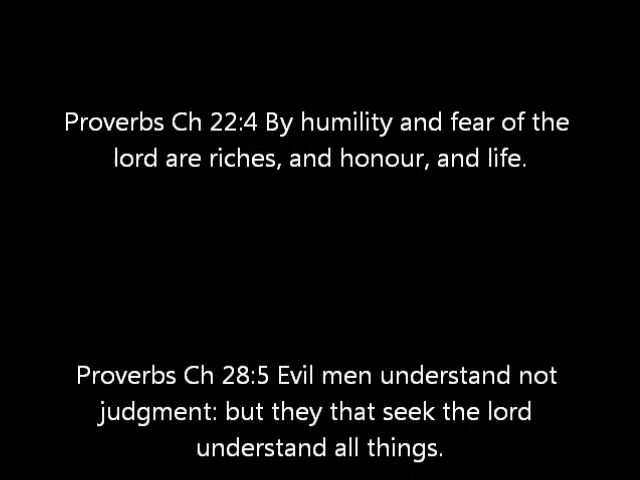 Proverbs Ch 22:4 By humility and fear of the
lord are riches, and honour, and life.
Proverbs Ch 28:5 Evil men understand not
judgment: but they that seek the lord
understand all things.